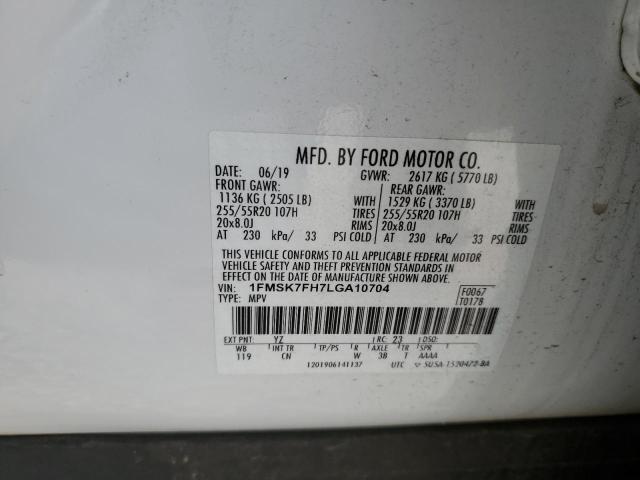 MFD. BY FORD MOTOR CO.
DATE: 06/19 GVWR: 2617 KG ( 5770 LB)
FRONT GAWR: REAR GAWR:
1136 KG ( 2505 LB) WITH 1529 KG ( 3370 LB) WITH
255/55R20 107H TIRES 255/55R20 107H TIRES
20x8.0J RIMS 20x8.0J RIMS
AT 230 kPa/ 33 PSI COLD AT 230 kPa/ 33 PSI COLD
THIS VEHICLE CONFORMS TO ALL APPLICABLE FEDERAL MOTOR
VEHICLE SAFETY AND THEFT PREVENTION STANDARDS IN
EFFECT ON THE DATE OF MANUFACTURE SHOWN ABOVE.
VIN: 1FMSK7FH7LGA10704 F0067
TYPE: MPV T0178
EXT PNT: YZ RC: 23 DSO:
WB INT TR TP/PS R AXLE TR SPR
119 CN W 38 T AAAA
1201906141137 UTC 5U5A-1520472-BA